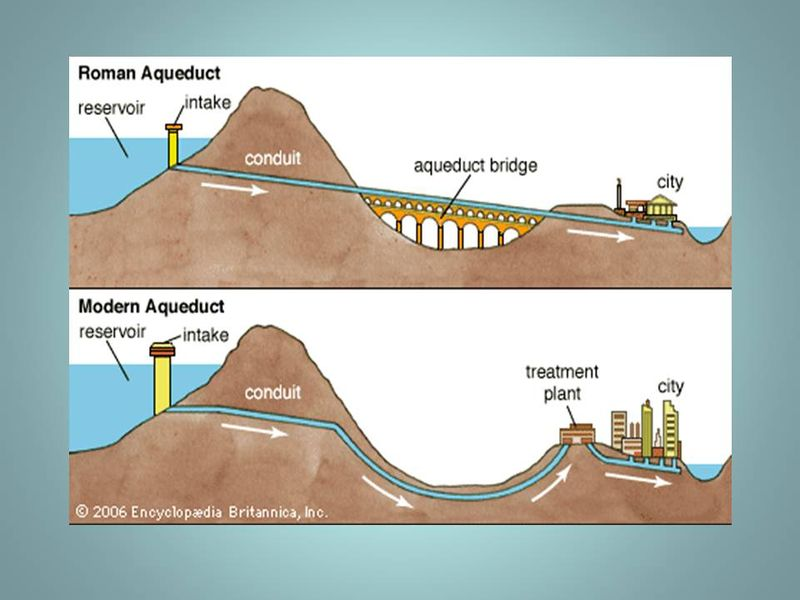 Roman Aqueduct
reservoir
intake
conduit
aqueduct bridge
city
Modern Aqueduct
reservoir
intake
conduit
treatment
plant
city
© 2006 Encyclopædia Britannica, Inc.